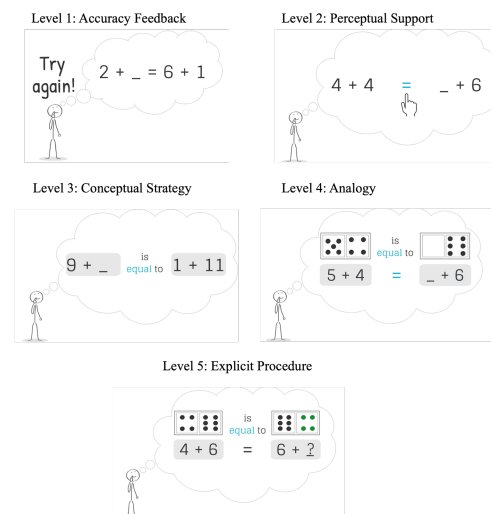 Level 1: Accuracy Feedback
Try
again!
2 + _ = 6 + 1
Level 2: Perceptual Support
4 + 4 = _ + 6
Level 3: Conceptual Strategy
9 + _ is equal to 1 + 11
Level 4: Analogy
is
equal to
5 + 4 = _ + 6
Level 5: Explicit Procedure
is
equal to
4 + 6 = 6 + ?